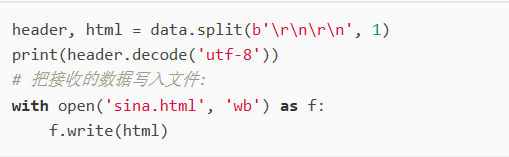 header, html = data.split(b'\r\n\r\n', 1)
print(header.decode('utf-8'))
# 把接收的数据写入文件:
with open('sina.html', 'wb') as f:
    f.write(html)